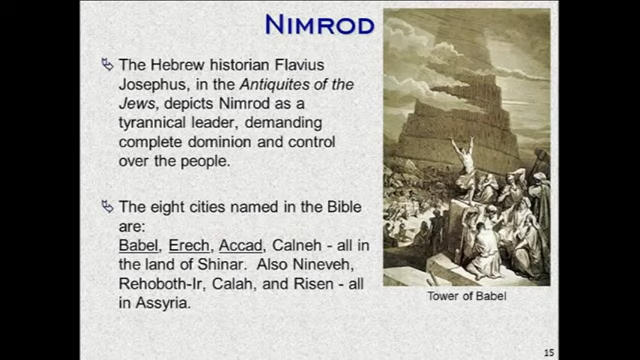 NIMROD
The Hebrew historian Flavius
Josephus, in the Antiquites of the
Jews, depicts Nimrod as a
tyrannical leader, demanding
complete dominion and control
over the people.
The eight cities named in the Bible
are:
Babel, Erech, Accad, Calneh - all in
the land of Shinar. Also Nineveh,
Rehoboth-Ir, Calah, and Risen - all
in Assyria.
Tower of Babel
15